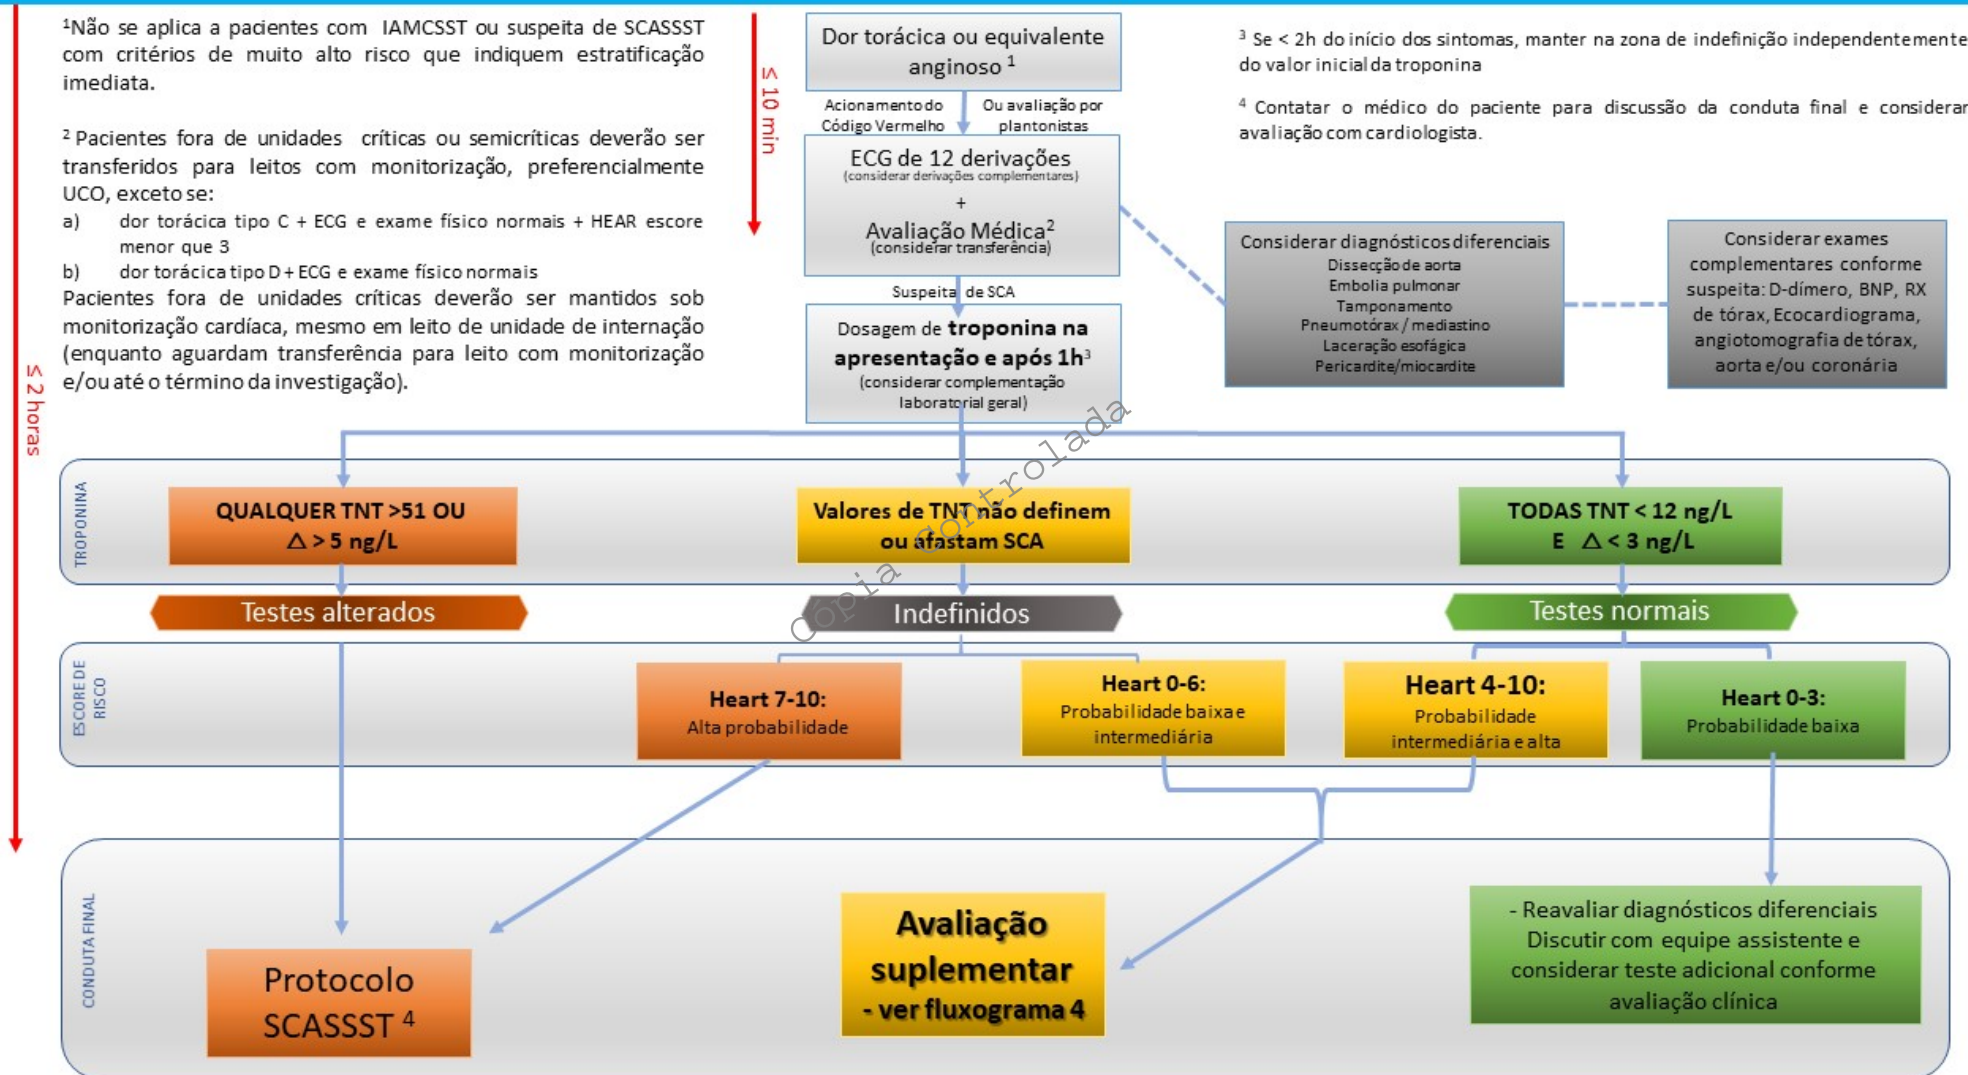 ¹Não se aplica a pacientes com IAMCSST ou suspeita de SCASSST
com critérios de muito alto risco que indiquem estratificação
imediata.
² Pacientes fora de unidades críticas ou semicríticas deverão ser
transferidos para leitos com monitorização, preferencialmente
UCO, exceto se:
a) dor torácica tipo C + ECG e exame físico normais + HEAR escore
menor que 3
b) dor torácica tipo D + ECG e exame físico normais
Pacientes fora de unidades críticas deverão ser mantidos sob
monitorização cardíaca, mesmo em leito de unidade de internação
(enquanto aguardam transferência para leito com monitorização
e/ou até o término da investigação).
≤ 2 horas
≤ 10 min
Dor torácica ou equivalente
anginoso ¹
Acionamento do
Código Vermelho
Ou avaliação por
plantonistas
ECG de 12 derivações
(considerar derivações complementares)
+
Avaliação Médica²
(considerar transferência)
Suspeita de SCA
Dosagem de troponina na
apresentação e após 1h³
(considerar complementação
laboratorial geral)
³ Se < 2h do início dos sintomas, manter na zona de indefinição independentemente
do valor inicial da troponina
⁴ Contatar o médico do paciente para discussão da conduta final e considerar
avaliação com cardiologista.
Considerar diagnósticos diferenciais
Dissecção de aorta
Embolia pulmonar
Tamponamento
Pneumotórax / mediastino
Laceração esofágica
Pericardite/miocardite
Considerar exames
complementares conforme
suspeita: D-dímero, BNP, RX
de tórax, Ecocardiograma,
angiotomografia de tórax,
aorta e/ou coronária
TROPONINA
QUALQUER TNT >51 OU
△ > 5 ng/L
Valores de TNT não definem
ou afastam SCA
TODAS TNT < 12 ng/L
E △ < 3 ng/L
Cópia Controlada
Testes alterados
Indefinidos
Testes normais
ESCORE DE
RISCO
Heart 7-10:
Alta probabilidade
Heart 0-6:
Probabilidade baixa e
intermediária
Heart 4-10:
Probabilidade
intermediária e alta
Heart 0-3:
Probabilidade baixa
CONDUTA FINAL
Protocolo
SCASSST ⁴
Avaliação
suplementar
- ver fluxograma 4
- Reavaliar diagnósticos diferenciais
Discutir com equipe assistente e
considerar teste adicional conforme
avaliação clínica